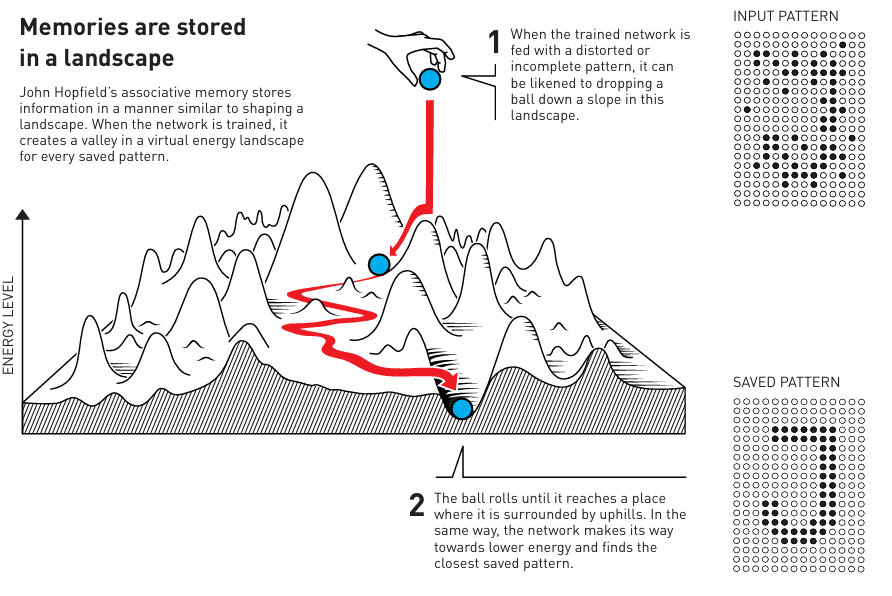 Memories are stored
in a landscape
John Hopfield's associative memory stores
information in a manner similar to shaping a
landscape. When the network is trained, it
creates a valley in a virtual energy landscape
for every saved pattern.
1
When the trained network is
fed with a distorted or
incomplete pattern, it can
be likened to dropping a
ball down a slope in this
landscape.
INPUT PATTERN
ENERGY LEVEL
SAVED PATTERN
2
The ball rolls until it reaches a place
where it is surrounded by uphills. In the
same way, the network makes its way
towards lower energy and finds the
closest saved pattern.